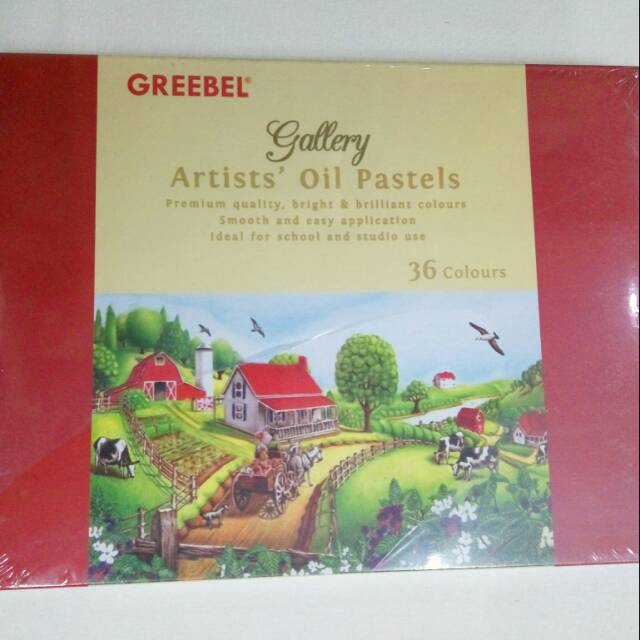 GREEBEL®
Gallery
Artists' Oil Pastels
Premium quality, bright & brilliant colours
Smooth and easy application
Ideal for school and studio use
36 Colours